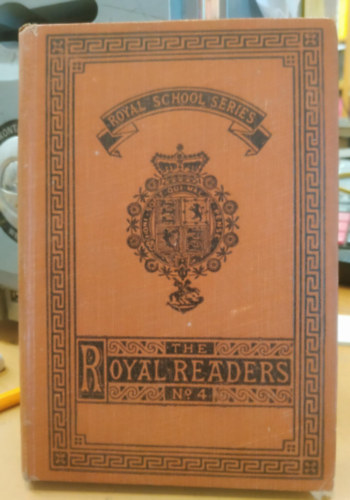 ROYAL SCHOOL SERIES
THE
ROYAL READERS
No. 4